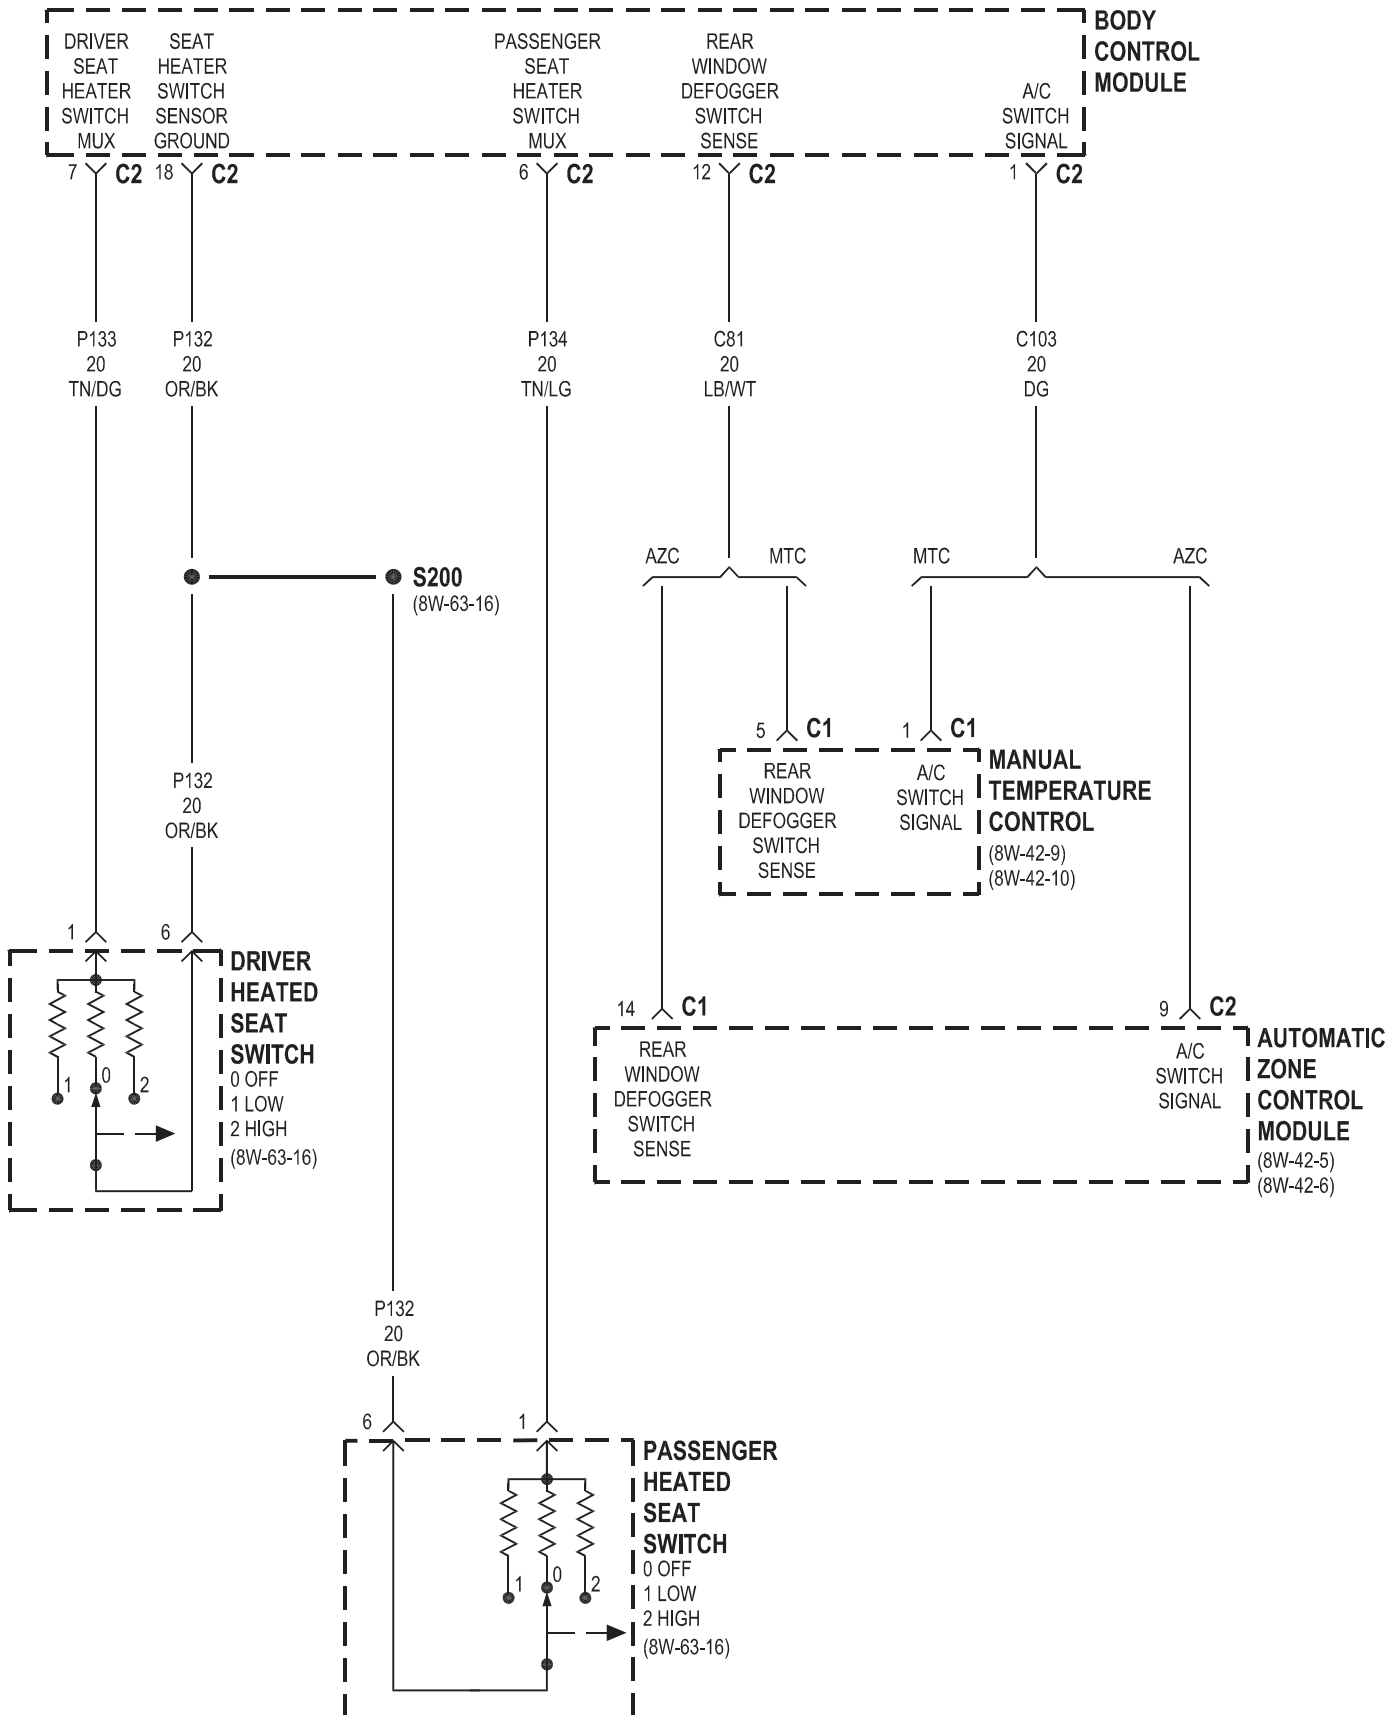 BODY
CONTROL
MODULE
DRIVER
SEAT
HEATER
SWITCH
MUX
SEAT
HEATER
SWITCH
SENSOR
GROUND
PASSENGER
SEAT
HEATER
SWITCH
MUX
REAR
WINDOW
DEFOGGER
SWITCH
SENSE
A/C
SWITCH
SIGNAL
7 C2
18 C2
6 C2
12 C2
1 C2
P133
20
TN/DG
P132
20
OR/BK
P134
20
TN/LG
C81
20
LB/WT
C103
20
DG
S200
(8W-63-16)
AZC
MTC
MTC
AZC
5 C1
1 C1
REAR
WINDOW
DEFOGGER
SWITCH
SENSE
A/C
SWITCH
SIGNAL
MANUAL
TEMPERATURE
CONTROL
(8W-42-9)
(8W-42-10)
P132
20
OR/BK
1
6
DRIVER
HEATED
SEAT
SWITCH
0 OFF
1 LOW
2 HIGH
(8W-63-16)
1
0
2
14 C1
9 C2
REAR
WINDOW
DEFOGGER
SWITCH
SENSE
A/C
SWITCH
SIGNAL
AUTOMATIC
ZONE
CONTROL
MODULE
(8W-42-5)
(8W-42-6)
P132
20
OR/BK
6
1
PASSENGER
HEATED
SEAT
SWITCH
0 OFF
1 LOW
2 HIGH
(8W-63-16)
1
0
2